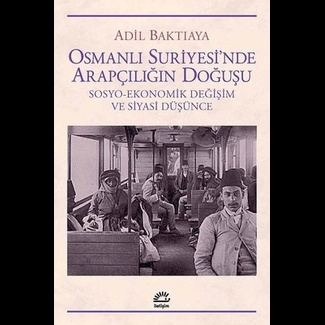 ADİL BAKTIAYA
OSMANLI SURİYESİ'NDE
ARAPÇILIĞIN DOĞUŞU
SOSYO-EKONOMİK DEĞİŞİM
VE SİYASİ DÜŞÜNCE
iletişim